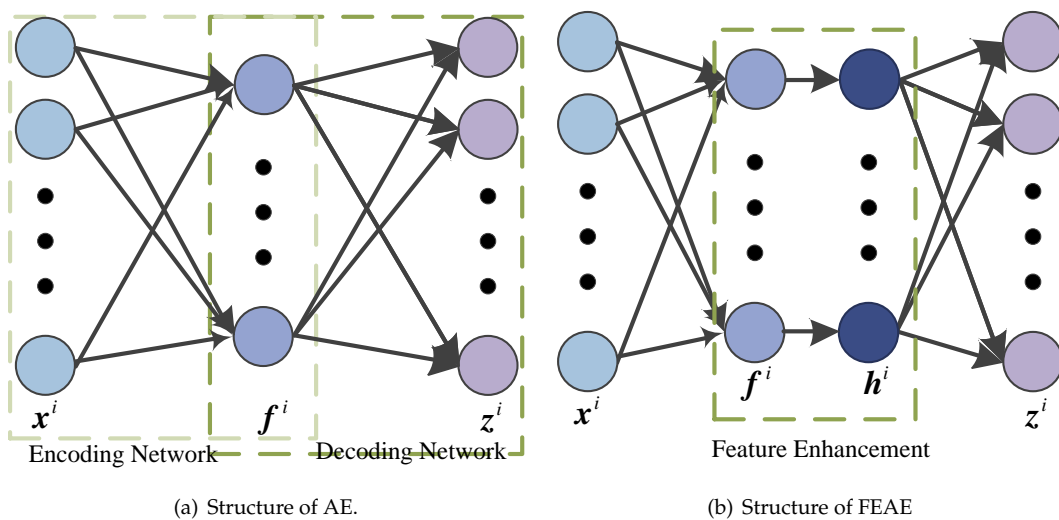 x^i f^i z^i
Encoding Network Decoding Network
(a) Structure of AE.
x^i f^i h^i z^i
Feature Enhancement
(b) Structure of FEAE